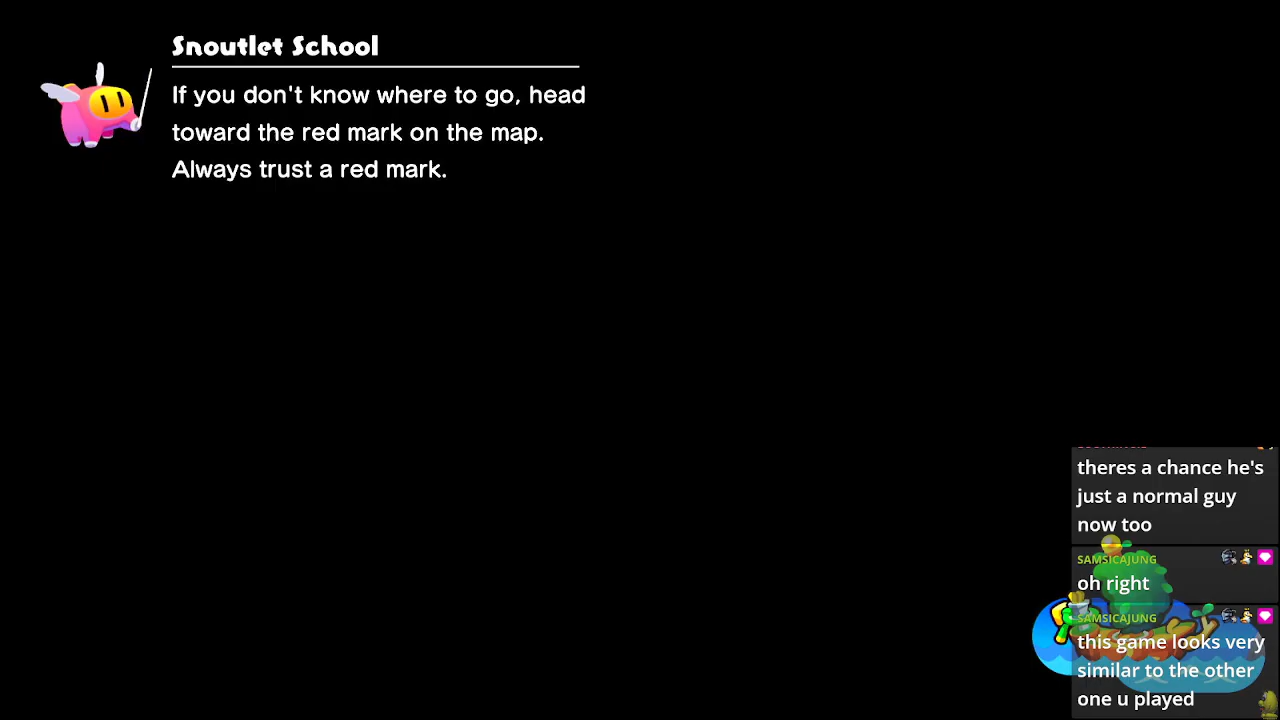 Snoutlet School
If you don't know where to go, head
toward the red mark on the map.
Always trust a red mark.
theres a chance he's
just a normal guy
now too
SAMSICAJUNG
oh right
SAMSICAJUNG
this game looks very
similar to the other
one u played